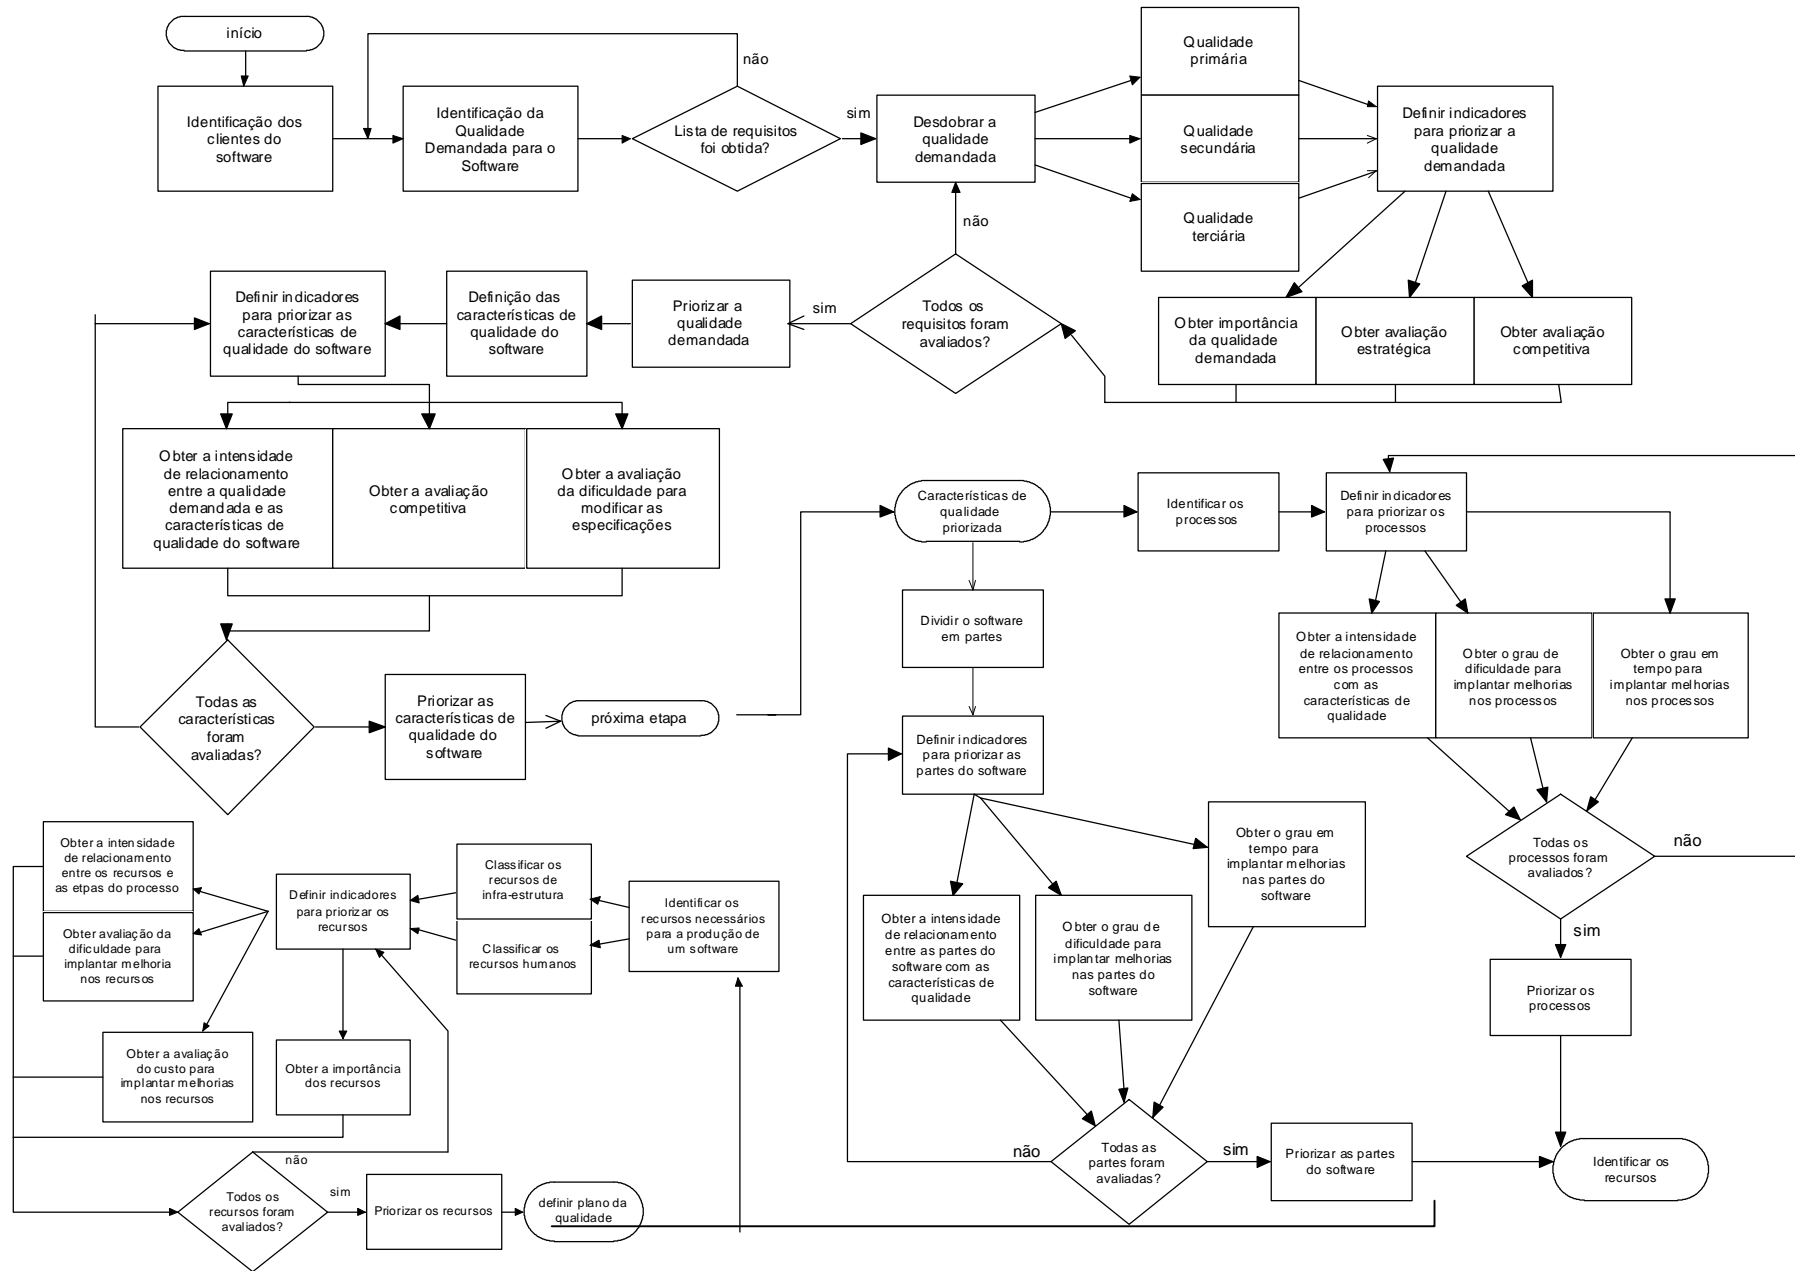 início
Identificação dos
clientes do
software
Identificação da
Qualidade
Demandada para o
Software
não
Lista de requisitos
foi obtida?
sim
Desdobrar a
qualidade
demandada
Qualidade
primária
Qualidade
secundária
Qualidade
terciária
Definir indicadores
para priorizar a
qualidade
demandada
Obter importância
da qualidade
demandada
Obter avaliação
estratégica
Obter avaliação
competitiva
não
Todos os
requisitos foram
avaliados?
sim
Priorizar a
qualidade
demandada
Definição das
características de
qualidade do
software
Definir indicadores
para priorizar as
características de
qualidade do software
Obter a intensidade
de relacionamento
entre a qualidade
demandada e as
características de
qualidade do software
Obter a avaliação
competitiva
Obter a avaliação
da dificuldade para
modificar as
especificações
Todas as
características
foram
avaliadas?
Priorizar as
características de
qualidade do
software
próxima etapa
Características de
qualidade
priorizada
Identificar os
processos
Definir indicadores
para priorizar os
processos
Obter a intensidade
de relacionamento
entre os processos
com as
características de
qualidade
Obter o grau de
dificuldade para
implantar melhorias
nos processos
Obter o grau em
tempo para
implantar melhorias
nos processos
Todas os
processos foram
avaliados?
não
sim
Priorizar os
processos
Identificar os
recursos
Dividir o software
em partes
Definir indicadores
para priorizar as
partes do software
Obter a intensidade
de relacionamento
entre as partes do
software com as
características de
qualidade
Obter o grau de
dificuldade para
implantar melhorias
nas partes do
software
Obter o grau em
tempo para
implantar melhorias
nas partes do
software
não
Todas as
partes foram
avaliadas?
sim
Priorizar as partes
do software
Identificar os
recursos necessários
para a produção de
um software
Classificar os
recursos de
infra-estrutura
Classificar os
recursos humanos
Definir indicadores
para priorizar os
recursos
Obter a intensidade
de relacionamento
entre os recursos e
as etpas do processo
Obter avaliação da
dificuldade para
implantar melhoria
nos recursos
Obter a avaliação
do custo para
implantar melhorias
nos recursos
Obter a importância
dos recursos
não
Todos os
recursos foram
avaliados?
sim
Priorizar os recursos
definir plano da
qualidade